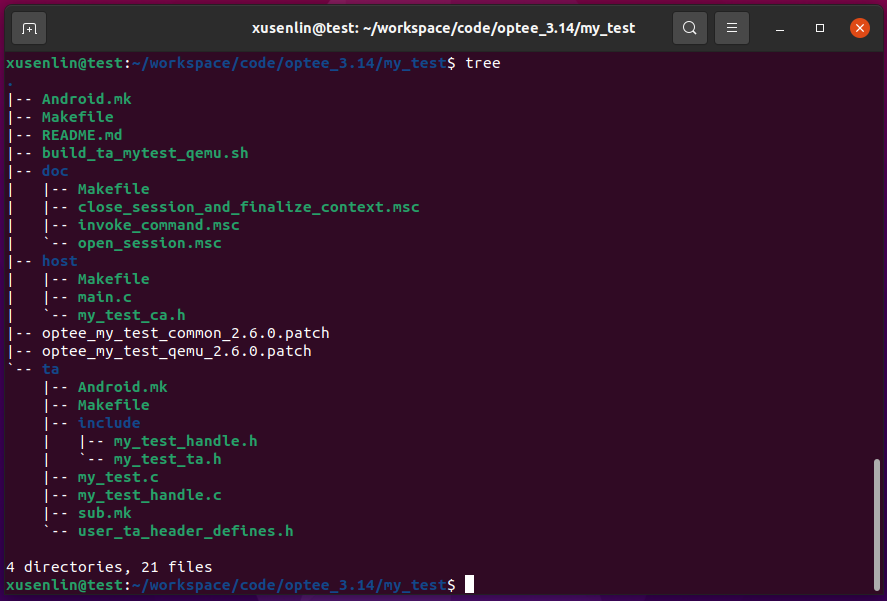 xusenlin@test: ~/workspace/code/optee_3.14/my_test
xusenlin@test:~/workspace/code/optee_3.14/my_test$ tree
.
|-- Android.mk
|-- Makefile
|-- README.md
|-- build_ta_mytest_qemu.sh
|-- doc
|   |-- Makefile
|   |-- close_session_and_finalize_context.msc
|   |-- invoke_command.msc
|   `-- open_session.msc
|-- host
|   |-- Makefile
|   |-- main.c
|   `-- my_test_ca.h
|-- optee_my_test_common_2.6.0.patch
|-- optee_my_test_qemu_2.6.0.patch
`-- ta
    |-- Android.mk
    |-- Makefile
    |-- include
    |   |-- my_test_handle.h
    |   `-- my_test_ta.h
    |-- my_test.c
    |-- my_test_handle.c
    |-- sub.mk
    `-- user_ta_header_defines.h

4 directories, 21 files
xusenlin@test:~/workspace/code/optee_3.14/my_test$